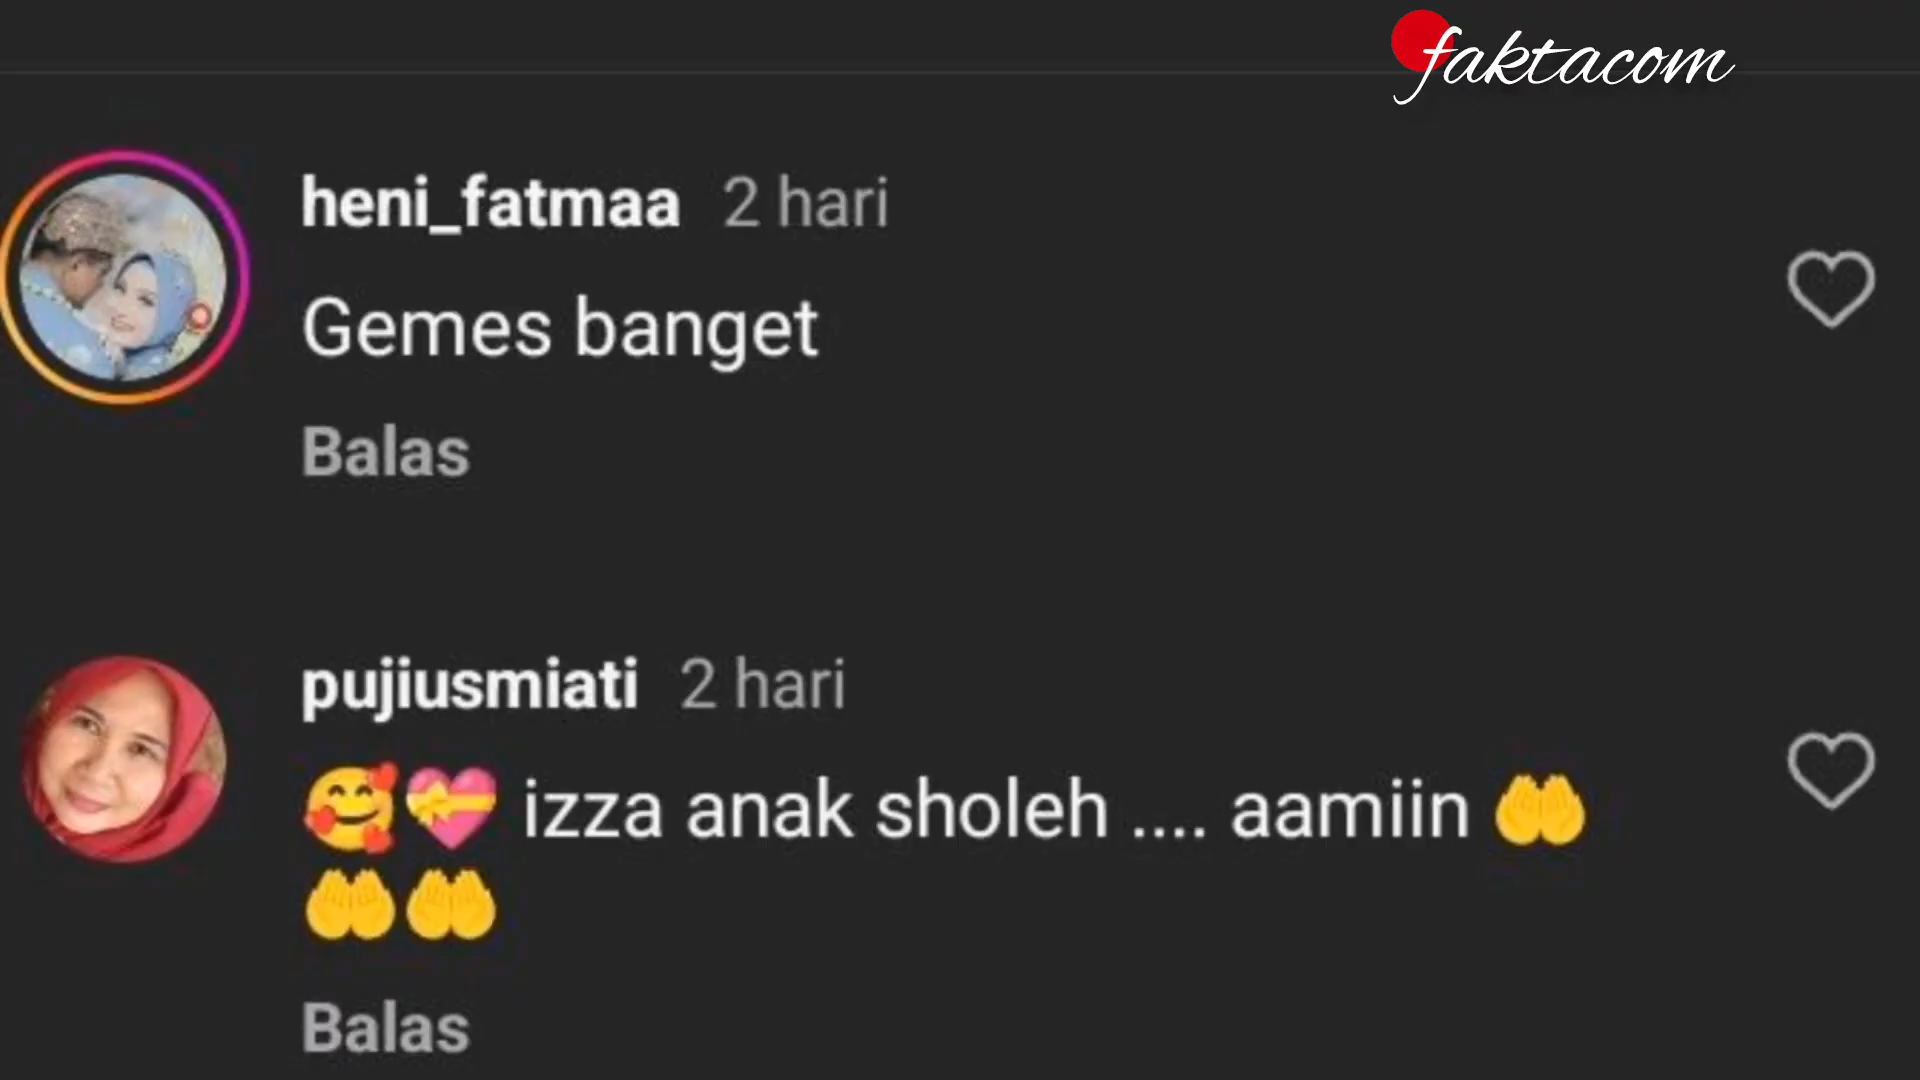 faktacom
heni_fatmaa 2 hari
Gemes banget
Balas
pujiusmiati 2 hari
🥰💝 izza anak sholeh .... aamiin 🤲
🤲🤲
Balas